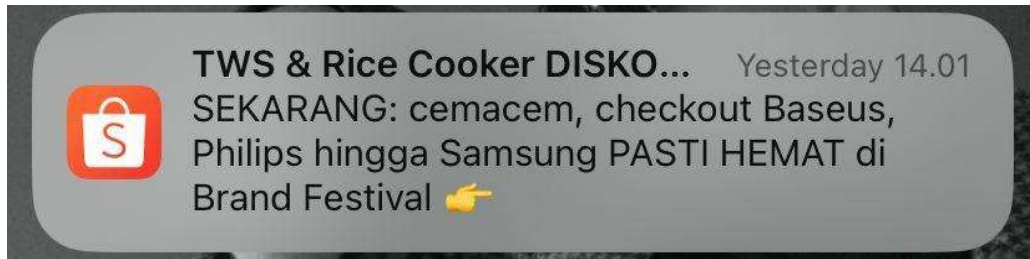 TWS & Rice Cooker DISKO... Yesterday 14.01
SEKARANG: cemacem, checkout Baseus,
Philips hingga Samsung PASTI HEMAT di
Brand Festival 👉
S